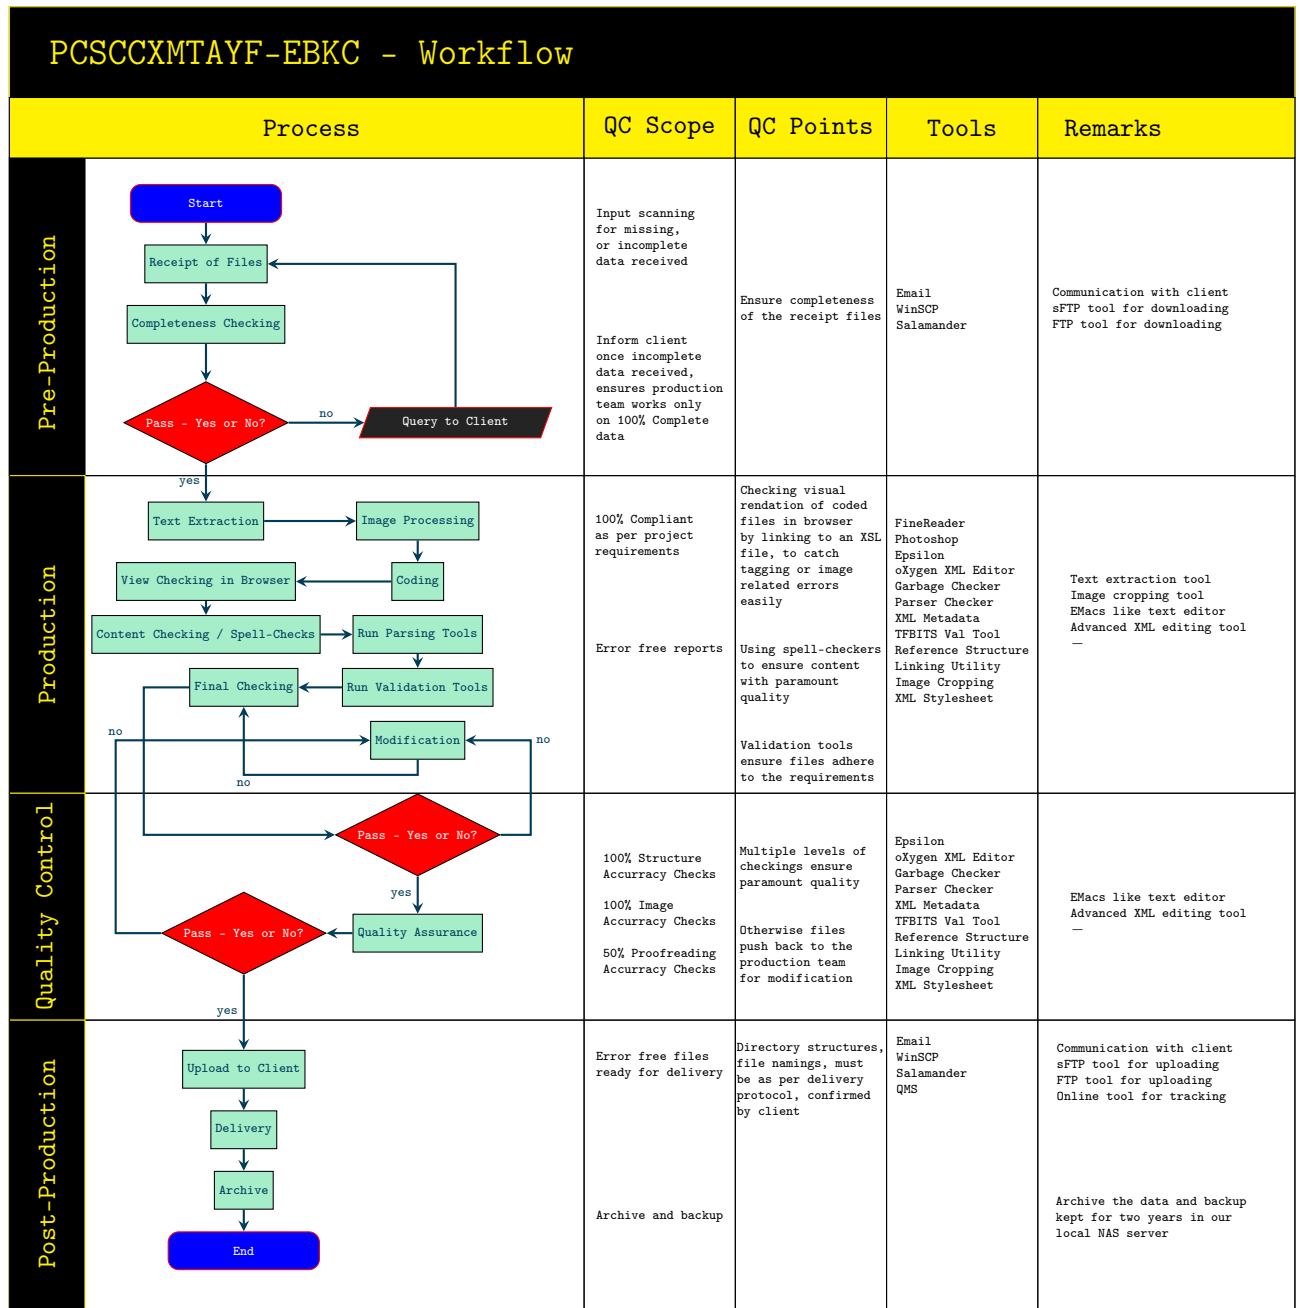 PCSCCXMTAYF-EBKC - Workflow
Process
QC Scope
QC Points
Tools
Remarks
Pre-Production
Start
Receipt of Files
Completeness Checking
Pass - Yes or No?
no
Query to Client
yes
Input scanning
for missing,
or incomplete
data received
Inform client
once incomplete
data received,
ensures production
team works only
on 100% Complete
data
Ensure completeness
of the receipt files
Email
WinSCP
Salamander
Communication with client
sFTP tool for downloading
FTP tool for downloading
Production
Text Extraction
Image Processing
View Checking in Browser
Coding
Content Checking / Spell-Checks
Run Parsing Tools
Final Checking
Run Validation Tools
no
Modification
no
no
100% Compliant
as per project
requirements
Error free reports
Checking visual
rendation of coded
files in browser
by linking to an XSL
file, to catch
tagging or image
related errors
easily
Using spell-checkers
to ensure content
with paramount
quality
Validation tools
ensure files adhere
to the requirements
FineReader
Photoshop
Epsilon
oXygen XML Editor
Garbage Checker
Parser Checker
XML Metadata
TFBITS Val Tool
Reference Structure
Linking Utility
Image Cropping
XML Stylesheet
Text extraction tool
Image cropping tool
EMacs like text editor
Advanced XML editing tool
—
Quality Control
Pass - Yes or No?
yes
Pass - Yes or No?
Quality Assurance
yes
100% Structure
Accurracy Checks
100% Image
Accurracy Checks
50% Proofreading
Accurracy Checks
Multiple levels of
checkings ensure
paramount quality
Otherwise files
push back to the
production team
for modification
Epsilon
oXygen XML Editor
Garbage Checker
Parser Checker
XML Metadata
TFBITS Val Tool
Reference Structure
Linking Utility
Image Cropping
XML Stylesheet
EMacs like text editor
Advanced XML editing tool
—
Post-Production
Upload to Client
Delivery
Archive
End
Error free files
ready for delivery
Archive and backup
Directory structures,
file namings, must
be as per delivery
protocol, confirmed
by client
Email
WinSCP
Salamander
QMS
Communication with client
sFTP tool for uploading
FTP tool for uploading
Online tool for tracking
Archive the data and backup
kept for two years in our
local NAS server